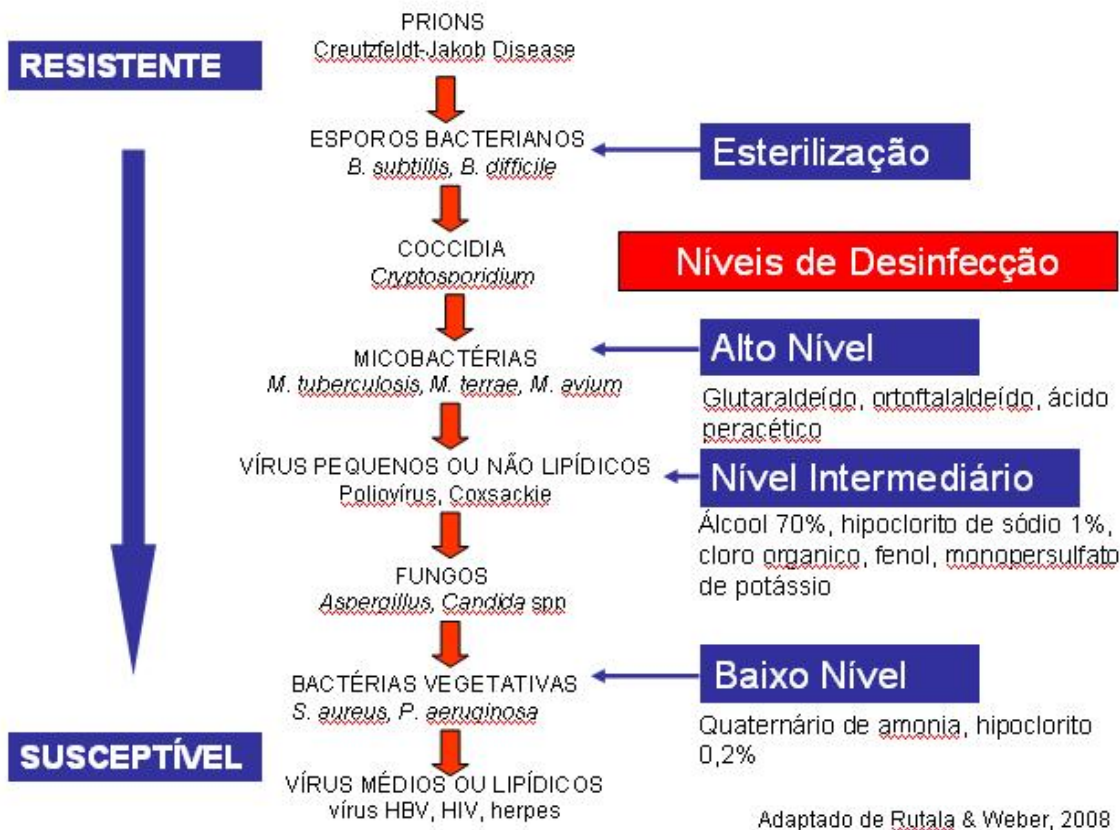 PRIONS
Creutzfeldt-Jakob Disease
RESISTENTE
ESPOROS BACTERIANOS
B. subtillis, B. difficile
Esterilização
COCCIDIA
Cryptosporidium
Níveis de Desinfecção
MICOBACTÉRIAS
M. tuberculosis, M. terrae, M. avium
Alto Nível
Glutaraldeído, ortoftalaldeído, ácido
peracético
VÍRUS PEQUENOS OU NÃO LIPÍDICOS
Poliovírus, Coxsackie
Nível Intermediário
Álcool 70%, hipoclorito de sódio 1%,
cloro organico, fenol, monopersulfato
de potássio
FUNGOS
Aspergillus, Candida spp
BACTÉRIAS VEGETATIVAS
S. aureus, P. aeruginosa
Baixo Nível
Quaternário de amonia, hipoclorito
0,2%
SUSCEPTÍVEL
VÍRUS MÉDIOS OU LIPÍDICOS
vírus HBV, HIV, herpes
Adaptado de Rutala & Weber, 2008